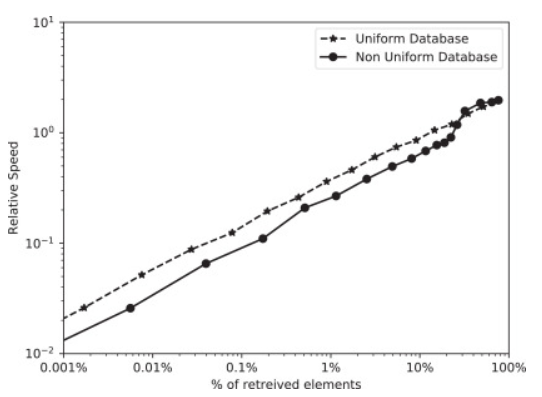 10¹
Uniform Database
Non Uniform Database
10⁰
Relative Speed
10⁻¹
10⁻²
0.001% 0.01% 0.1% 1% 10% 100%
% of retreived elements